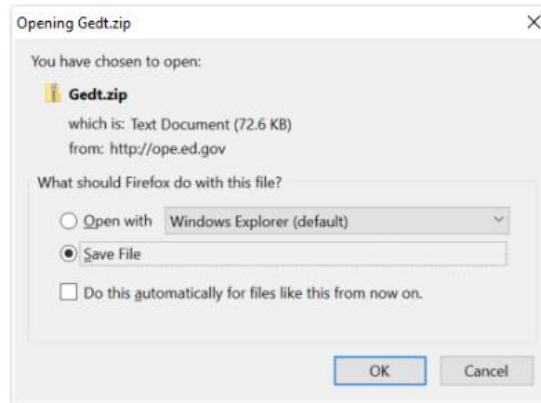 Opening Gedt.zip
You have chosen to open:
Gedt.zip
which is: Text Document (72.6 KB)
from: http://ope.ed.gov
What should Firefox do with this file?
Open with Windows Explorer (default)
Save File
Do this automatically for files like this from now on.
OK Cancel